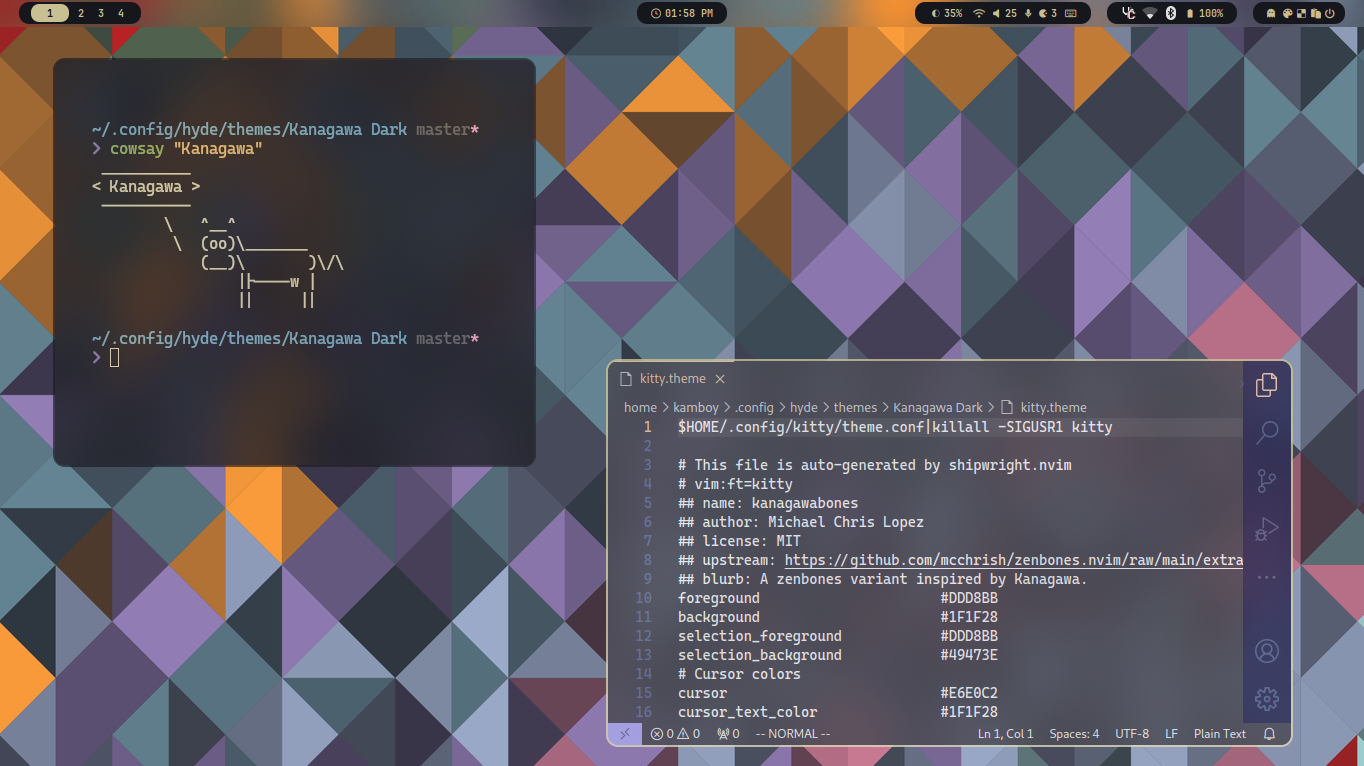 1 2 3 4
01:58 PM
35% 25 3
100%
~/.config/hyde/themes/Kanagawa Dark master*
❯ cowsay "Kanagawa"
 __________
< Kanagawa >
 ----------
        \   ^__^
         \  (oo)\_______
            (__)\       )\/\
                ||----w |
                ||     ||
~/.config/hyde/themes/Kanagawa Dark master*
❯
kitty.theme
home > kamboy > .config > hyde > themes > Kanagawa Dark > kitty.theme
1 $HOME/.config/kitty/theme.conf|killall -SIGUSR1 kitty
2
3 # This file is auto-generated by shipwright.nvim
4 # vim:ft=kitty
5 ## name: kanagawabones
6 ## author: Michael Chris Lopez
7 ## license: MIT
8 ## upstream: https://github.com/mcchrish/zenbones.nvim/raw/main/extra
9 ## blurb: A zenbones variant inspired by Kanagawa.
10 foreground #DDD8BB
11 background #1F1F28
12 selection_foreground #DDD8BB
13 selection_background #49473E
14 # Cursor colors
15 cursor #E6E0C2
16 cursor_text_color #1F1F28
0 0 0 -- NORMAL -- Ln 1, Col 1 Spaces: 4 UTF-8 LF Plain Text